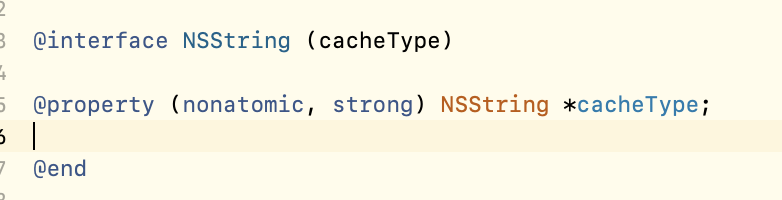 @interface NSString (cacheType)
@property (nonatomic, strong) NSString *cacheType;
@end